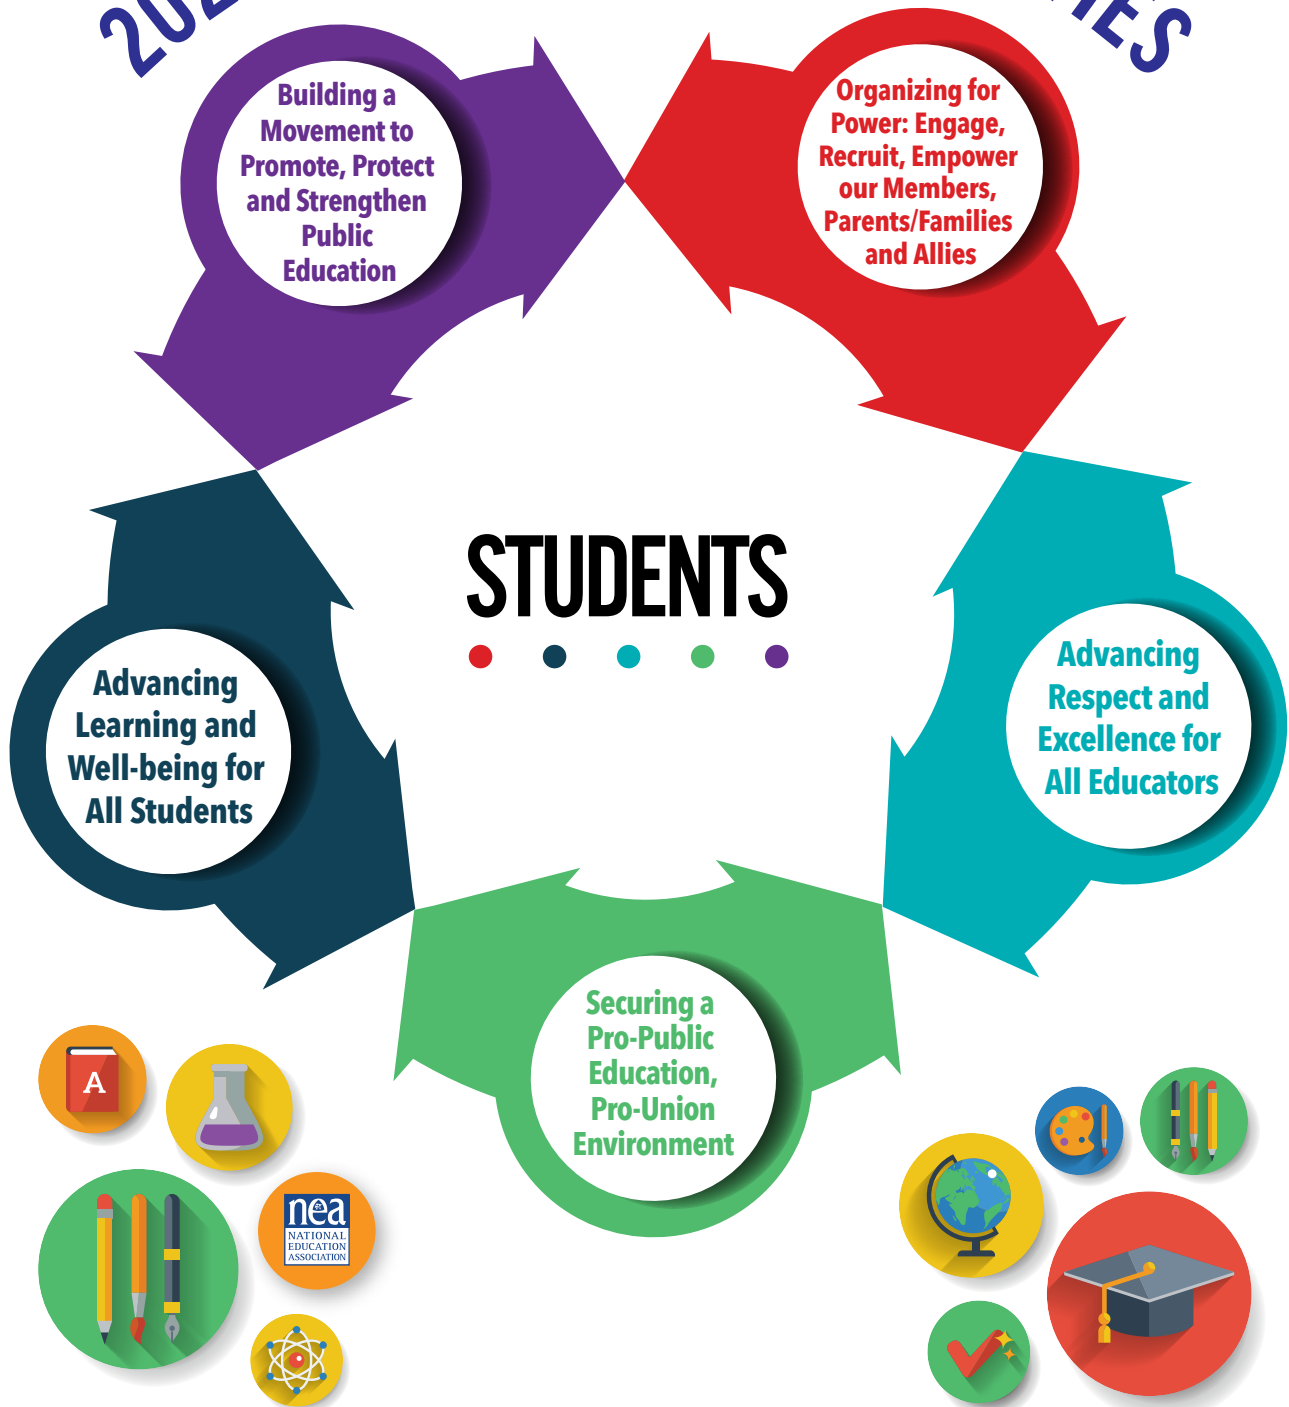 Building a
Movement to
Promote, Protect
and Strengthen
Public
Education
Organizing for
Power: Engage,
Recruit, Empower
our Members,
Parents/Families
and Allies
STUDENTS
Advancing
Learning and
Well-being for
All Students
Advancing
Respect and
Excellence for
All Educators
Securing a
Pro-Public
Education,
Pro-Union
Environment
A
nea
NATIONAL
EDUCATION
ASSOCIATION